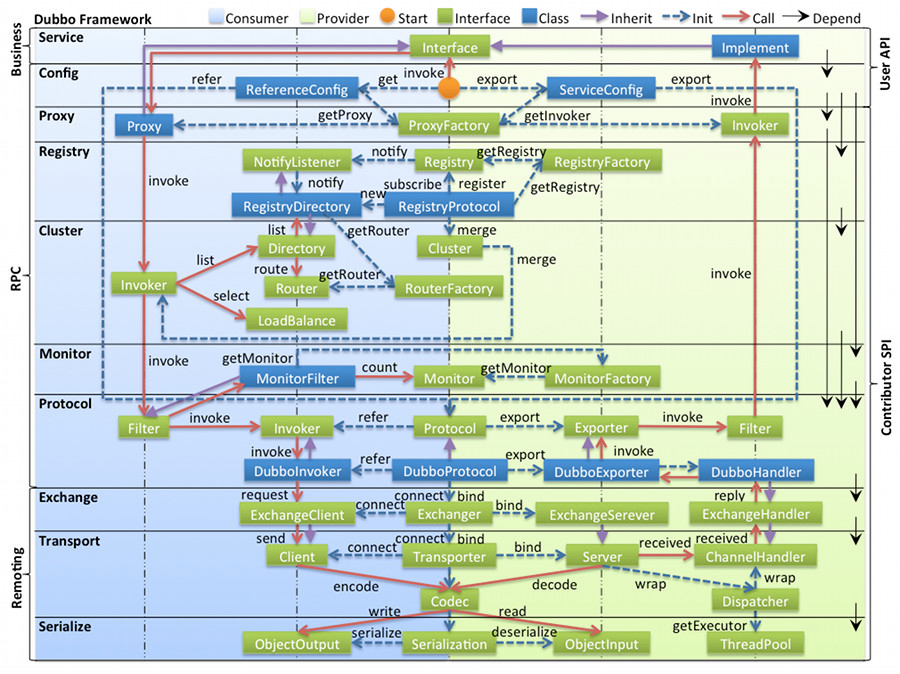 Dubbo Framework
Consumer
Provider
Start
Interface
Class
Inherit
Init
Call
Depend
Business
RPC
Remoting
User API
Contributor SPI
Service
Interface
Implement
Config
refer
ReferenceConfig
get
invoke
export
ServiceConfig
export
Proxy
Proxy
getProxy
ProxyFactory
getInvoker
invoke
Invoker
Registry
NotifyListener
notify
Registry
getRegistry
RegistryFactory
invoke
notify
subscribe
register
getRegistry
RegistryDirectory
new
RegistryProtocol
Cluster
list
getRouter
merge
Directory
Cluster
list
merge
route
getRouter
invoke
Invoker
Router
RouterFactory
select
LoadBalance
Monitor
invoke
getMonitor
MonitorFilter
count
Monitor
getMonitor
MonitorFactory
Protocol
Filter
invoke
Invoker
refer
Protocol
export
Exporter
invoke
Filter
invoke
refer
export
invoke
DubboInvoker
DubboProtocol
DubboExporter
DubboHandler
Exchange
request
connect
bind
reply
ExchangeClient
connect
Exchanger
bind
ExchangeSerever
ExchangeHandler
Transport
send
connect
bind
received
received
Client
connect
Transporter
bind
Server
ChannelHandler
encode
decode
wrap
wrap
Codec
Dispatcher
Serialize
write
read
getExecutor
ObjectOutput
serialize
Serialization
deserialize
ObjectInput
ThreadPool